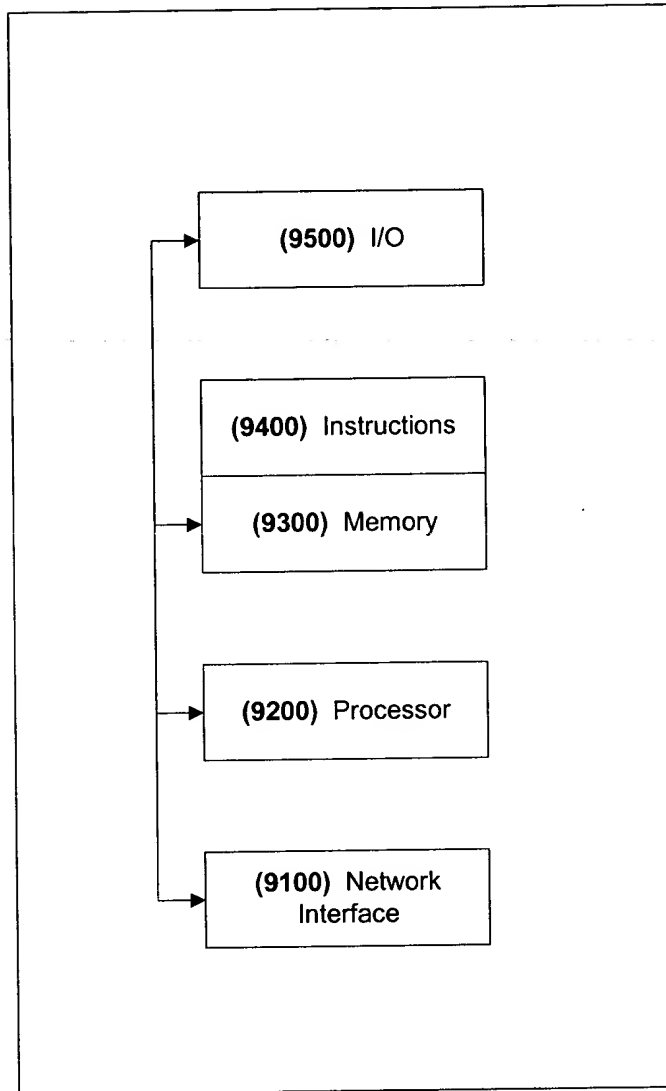 (9500) I/O
(9400) Instructions
(9300) Memory
(9200) Processor
(9100) Network
Interface